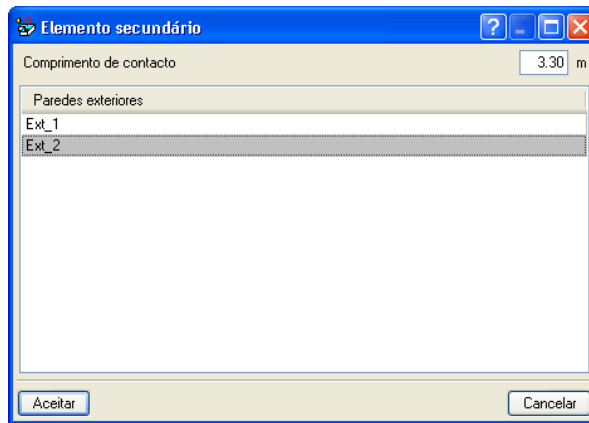 Elemento secundário
Comprimento de contacto 3.30 m
Paredes exteriores
Ext_1
Ext_2
Aceitar Cancelar